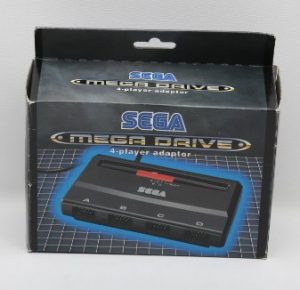 SEGA
MEGA DRIVE
4-player adaptor
SEGA
MEGA DRIVE
4-player adaptor
SEGA
A B C D